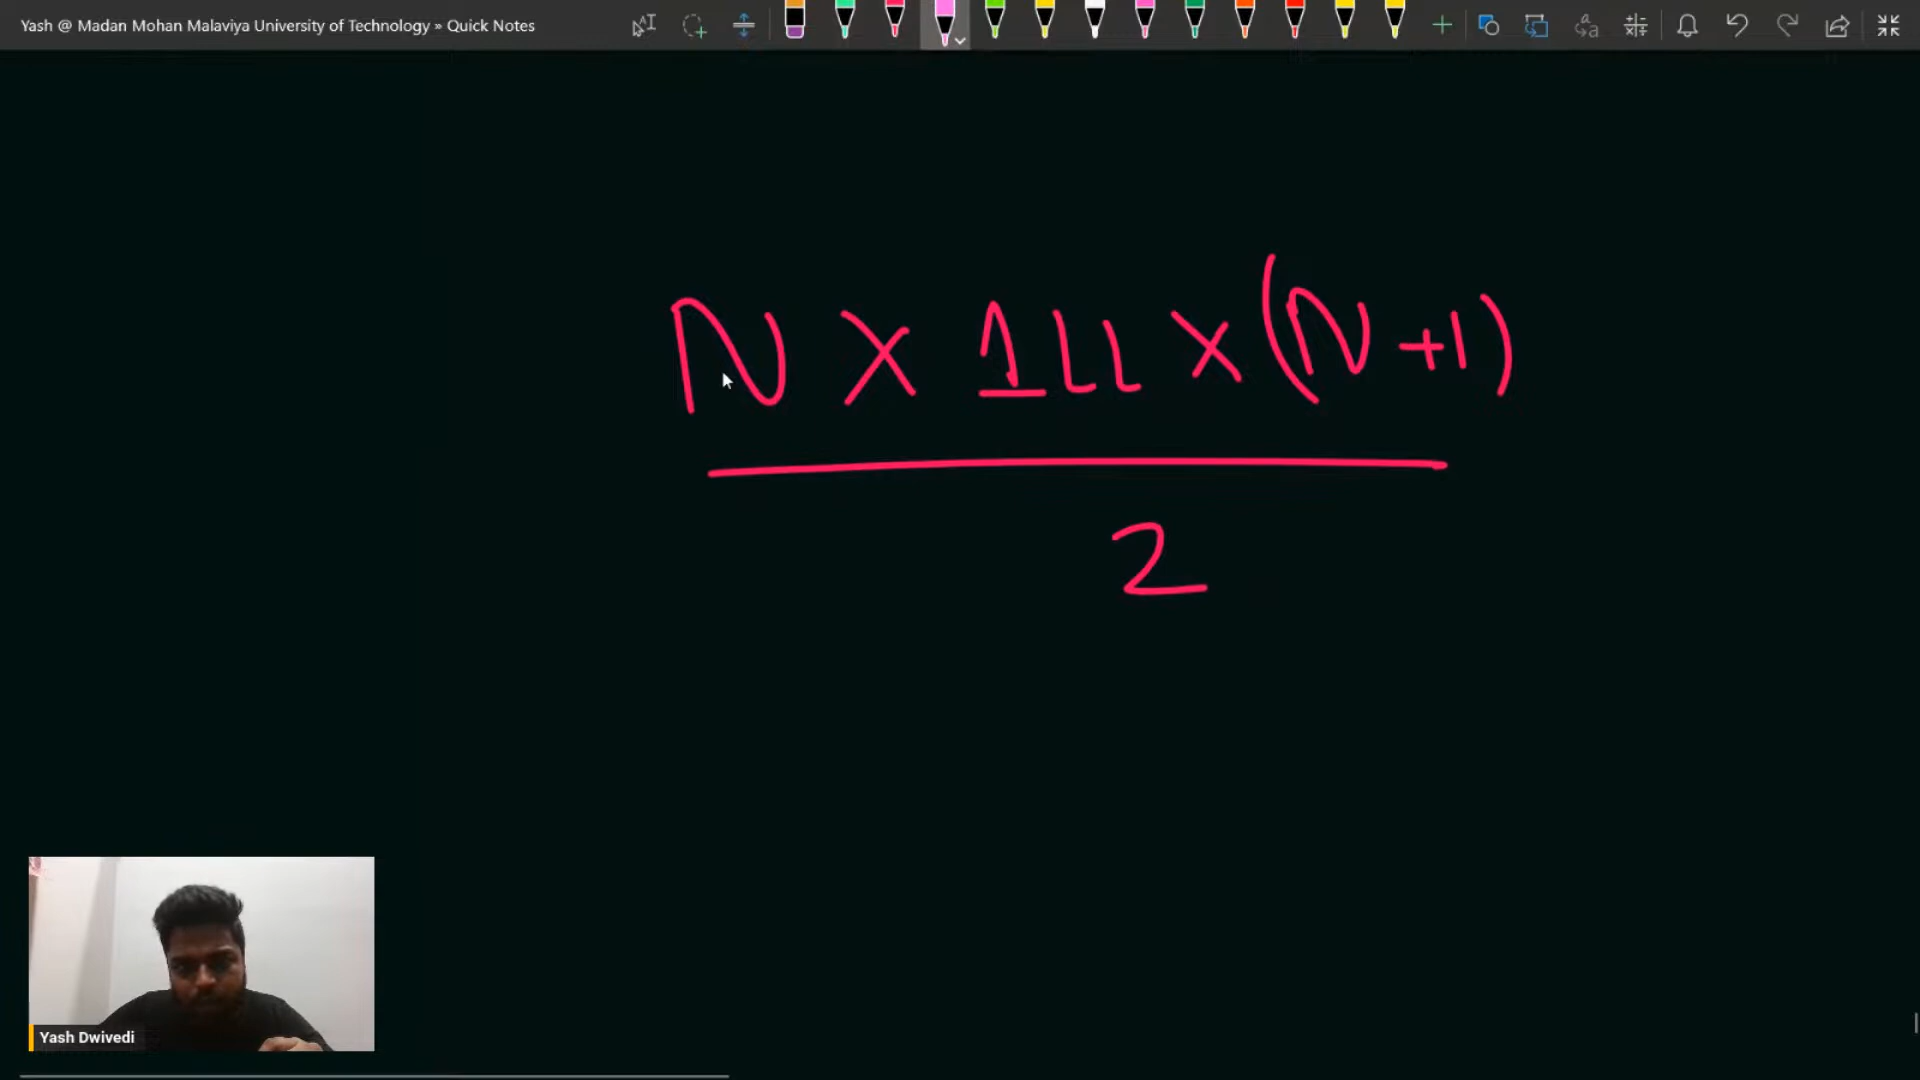 Yash @ Madan Mohan Malaviya University of Technology » Quick Notes
N X 1LL X (N+1)
2
Yash Dwivedi